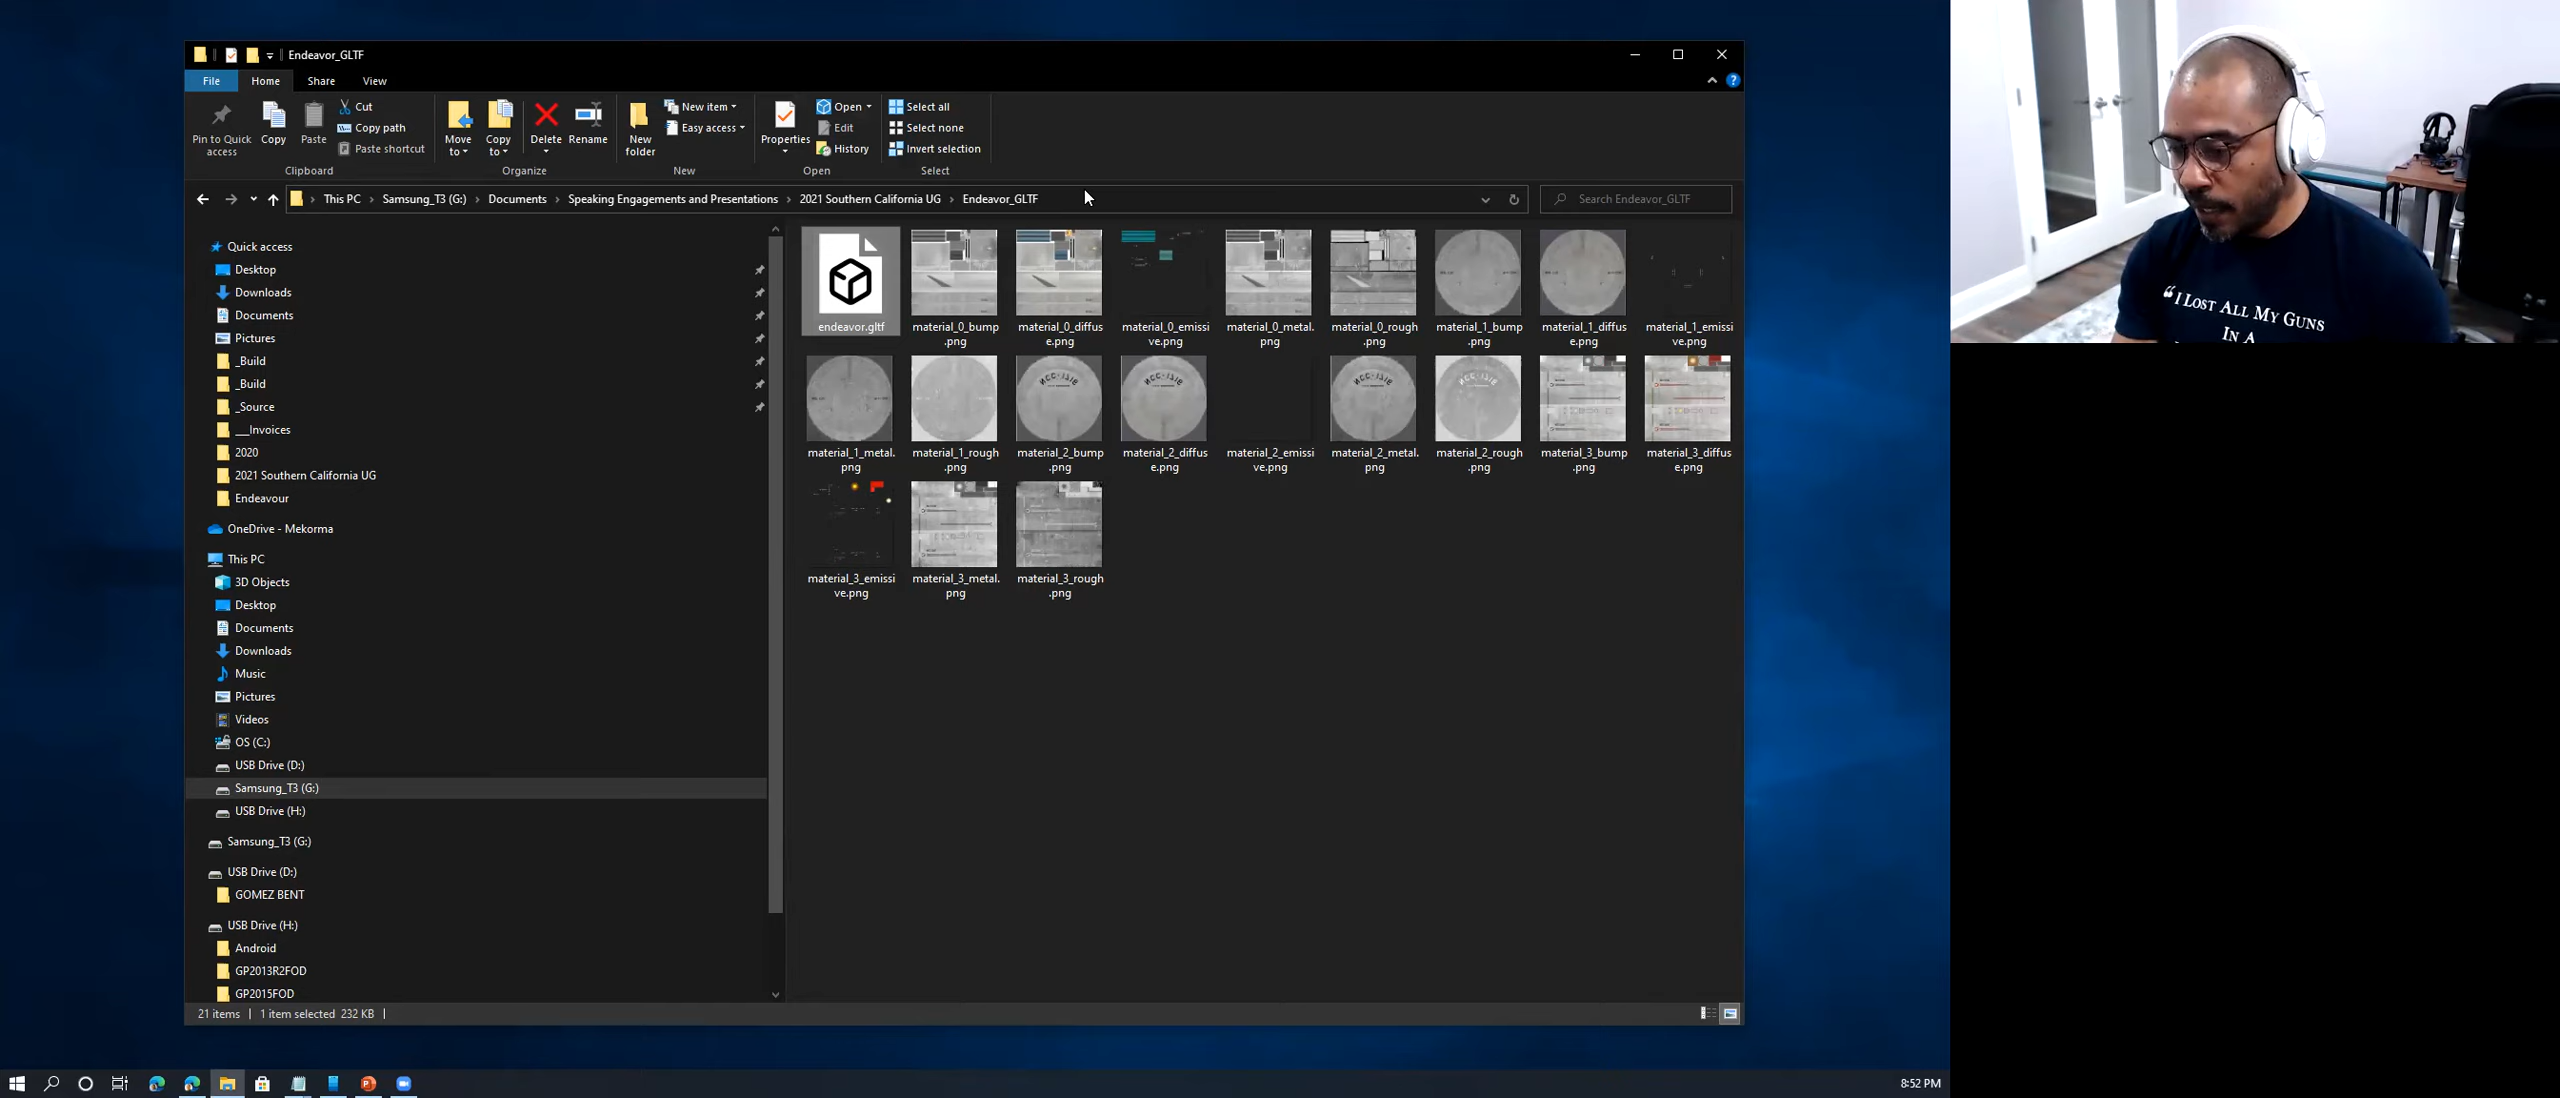 Endeavor_GLTF
File Home Share View
Pin to Quick access
Copy
Paste
Cut
Copy path
Paste shortcut
Clipboard
Move to
Copy to
Delete
Rename
Organize
New folder
New item
Easy access
New
Properties
Open
Edit
History
Open
Select all
Select none
Invert selection
Select
This PC > Samsung_T3 (G:) > Documents > Speaking Engagements and Presentations > 2021 Southern California UG > Endeavor_GLTF
Search Endeavor_GLTF
Quick access
Desktop
Downloads
Documents
Pictures
_Build
_Build
_Source
__Invoices
2020
2021 Southern California UG
Endeavour
OneDrive - Mekorma
This PC
3D Objects
Desktop
Documents
Downloads
Music
Pictures
Videos
OS (C:)
USB Drive (D:)
Samsung_T3 (G:)
USB Drive (H:)
Samsung_T3 (G:)
USB Drive (D:)
GOMEZ BENT
USB Drive (H:)
Android
GP2013R2FOD
GP2015FOD
endeavor.gltf
material_0_bump
.png
material_0_diffus
e.png
material_0_emissi
ve.png
material_0_metal.
png
material_0_rough
.png
material_1_bump
.png
material_1_diffus
e.png
material_1_emissi
ve.png
material_1_metal.
png
material_1_rough
.png
material_2_bump
.png
material_2_diffus
e.png
material_2_emissi
ve.png
material_2_metal.
png
material_2_rough
.png
material_3_bump
.png
material_3_diffus
e.png
material_3_emissi
ve.png
material_3_metal.
png
material_3_rough
.png
21 items 1 item selected 232 KB
8:52 PM
“I LOST ALL MY GUNS
IN A